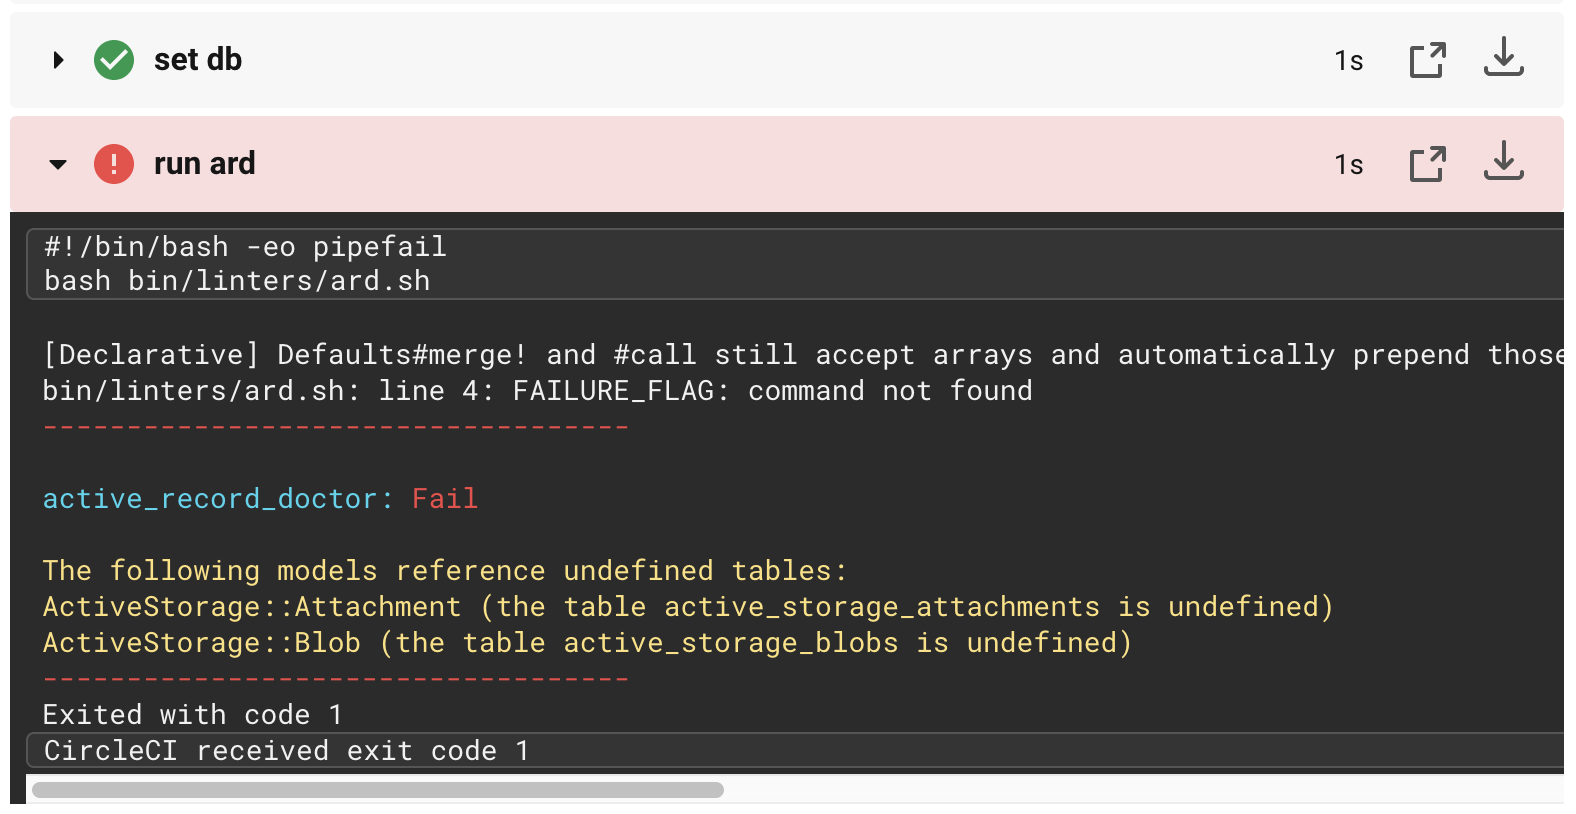 set db
1s
run ard
1s
#!/bin/bash -eo pipefail
bash bin/linters/ard.sh
[Declarative] Defaults#merge! and #call still accept arrays and automatically prepend those
bin/linters/ard.sh: line 4: FAILURE_FLAG: command not found
-----------------------------------
active_record_doctor: Fail
The following models reference undefined tables:
ActiveStorage::Attachment (the table active_storage_attachments is undefined)
ActiveStorage::Blob (the table active_storage_blobs is undefined)
-----------------------------------
Exited with code 1
CircleCI received exit code 1